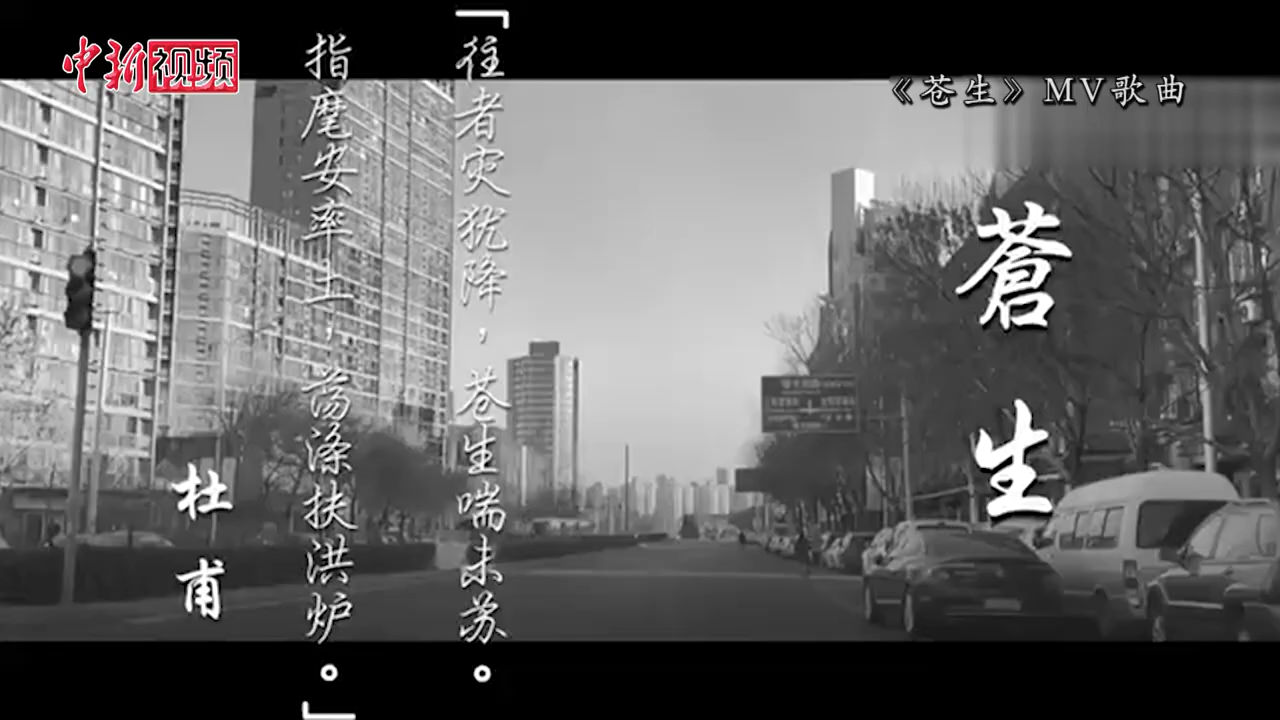 中新视频
《苍生》MV歌曲
蒼生
「往者灾犹降，苍生喘未苏。
指麾安率土，荡涤扶洪炉。」
杜甫